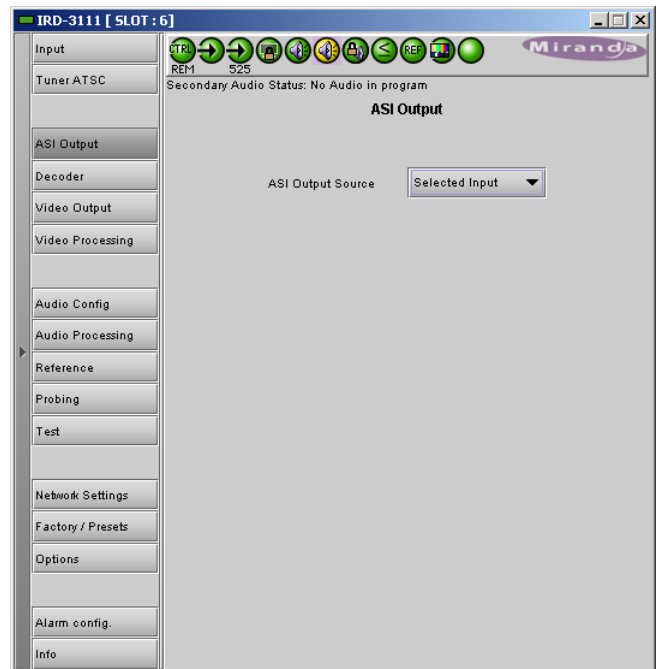 IRD-3111 [ SLOT : 6]
Input
Tuner ATSC
ASI Output
Decoder
Video Output
Video Processing
Audio Config
Audio Processing
Reference
Probing
Test
Network Settings
Factory / Presets
Options
Alarm config.
Info
CTRL
REF
Miranda
REM
525
Secondary Audio Status: No Audio in program
ASI Output
ASI Output Source
Selected Input